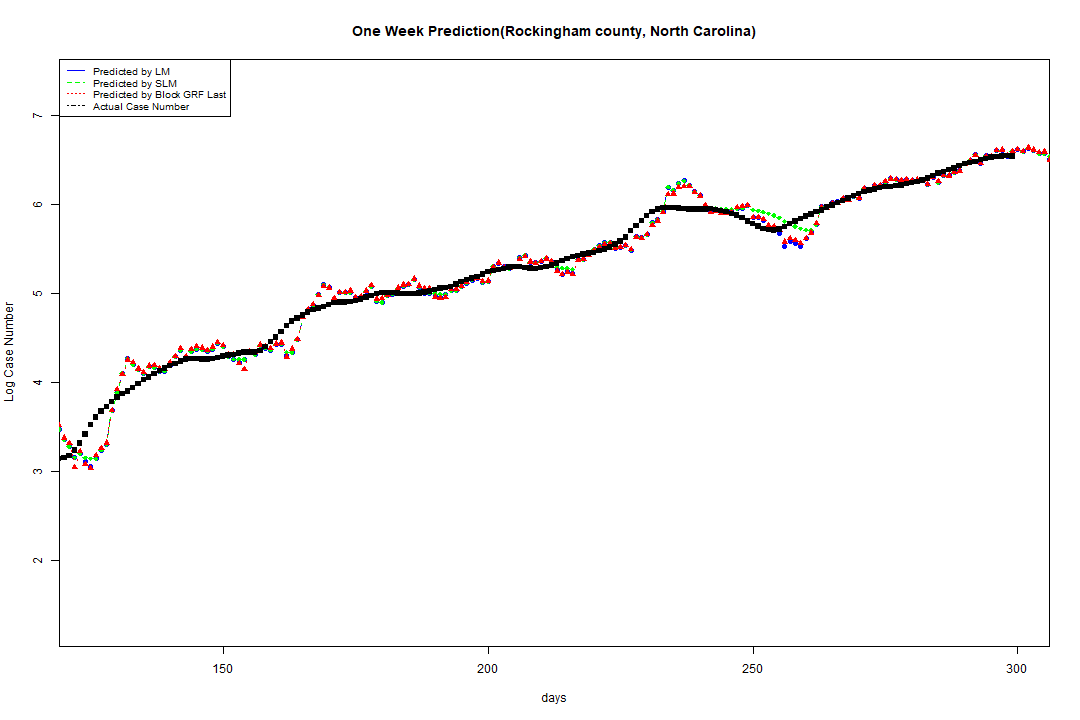 One Week Prediction(Rockingham county, North Carolina)
Predicted by LM
Predicted by SLM
Predicted by Block GRF Last
Actual Case Number
7
6
5
4
3
2
Log Case Number
150
200
250
300
days